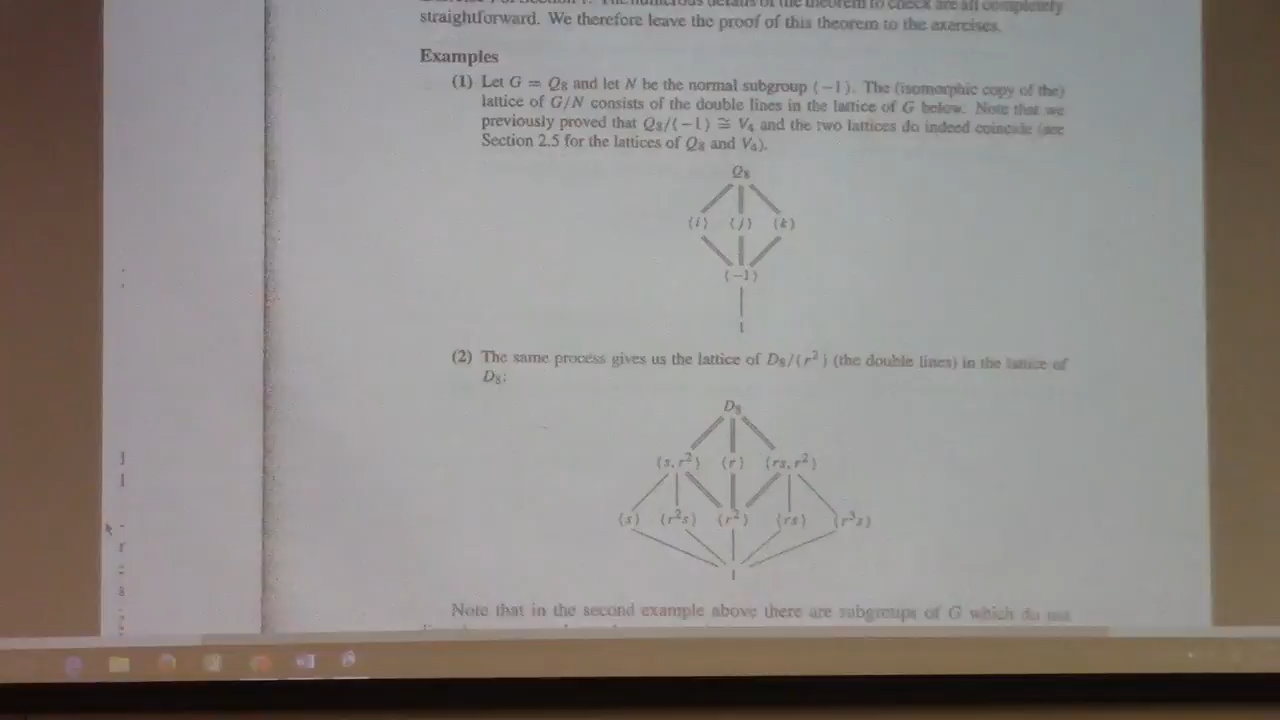 straightforward. We therefore leave the proof of this theorem to the exercises.
Examples
(1) Let G = Q₈ and let N be the normal subgroup ⟨−1⟩. The (isomorphic copy of the)
lattice of G/N consists of the double lines in the lattice of G below. Note that we
previously proved that Q₈/⟨−1⟩ ≅ V₄ and the two lattices do indeed coincide (see
Section 2.5 for the lattices of Q₈ and V₄).
Q₈
⟨i⟩ ⟨j⟩ ⟨k⟩
⟨−1⟩
1
(2) The same process gives us the lattice of D₈/⟨r²⟩ (the double lines) in the lattice of
D₈:
D₈
⟨s, r²⟩ ⟨r⟩ ⟨rs, r²⟩
⟨s⟩ ⟨r²s⟩ ⟨r²⟩ ⟨rs⟩ ⟨r³s⟩
1
Note that in the second example above there are subgroups of G which do not